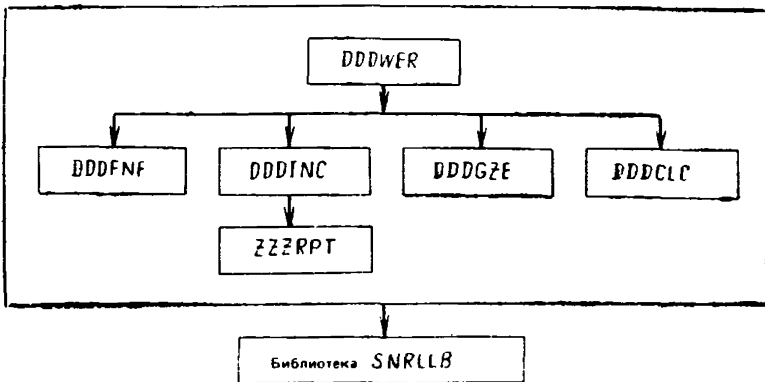 DDDWER
DDDFNF DDDINC DDDGZE DDDCLC
ZZZRPT
Библиотека SNRLLB